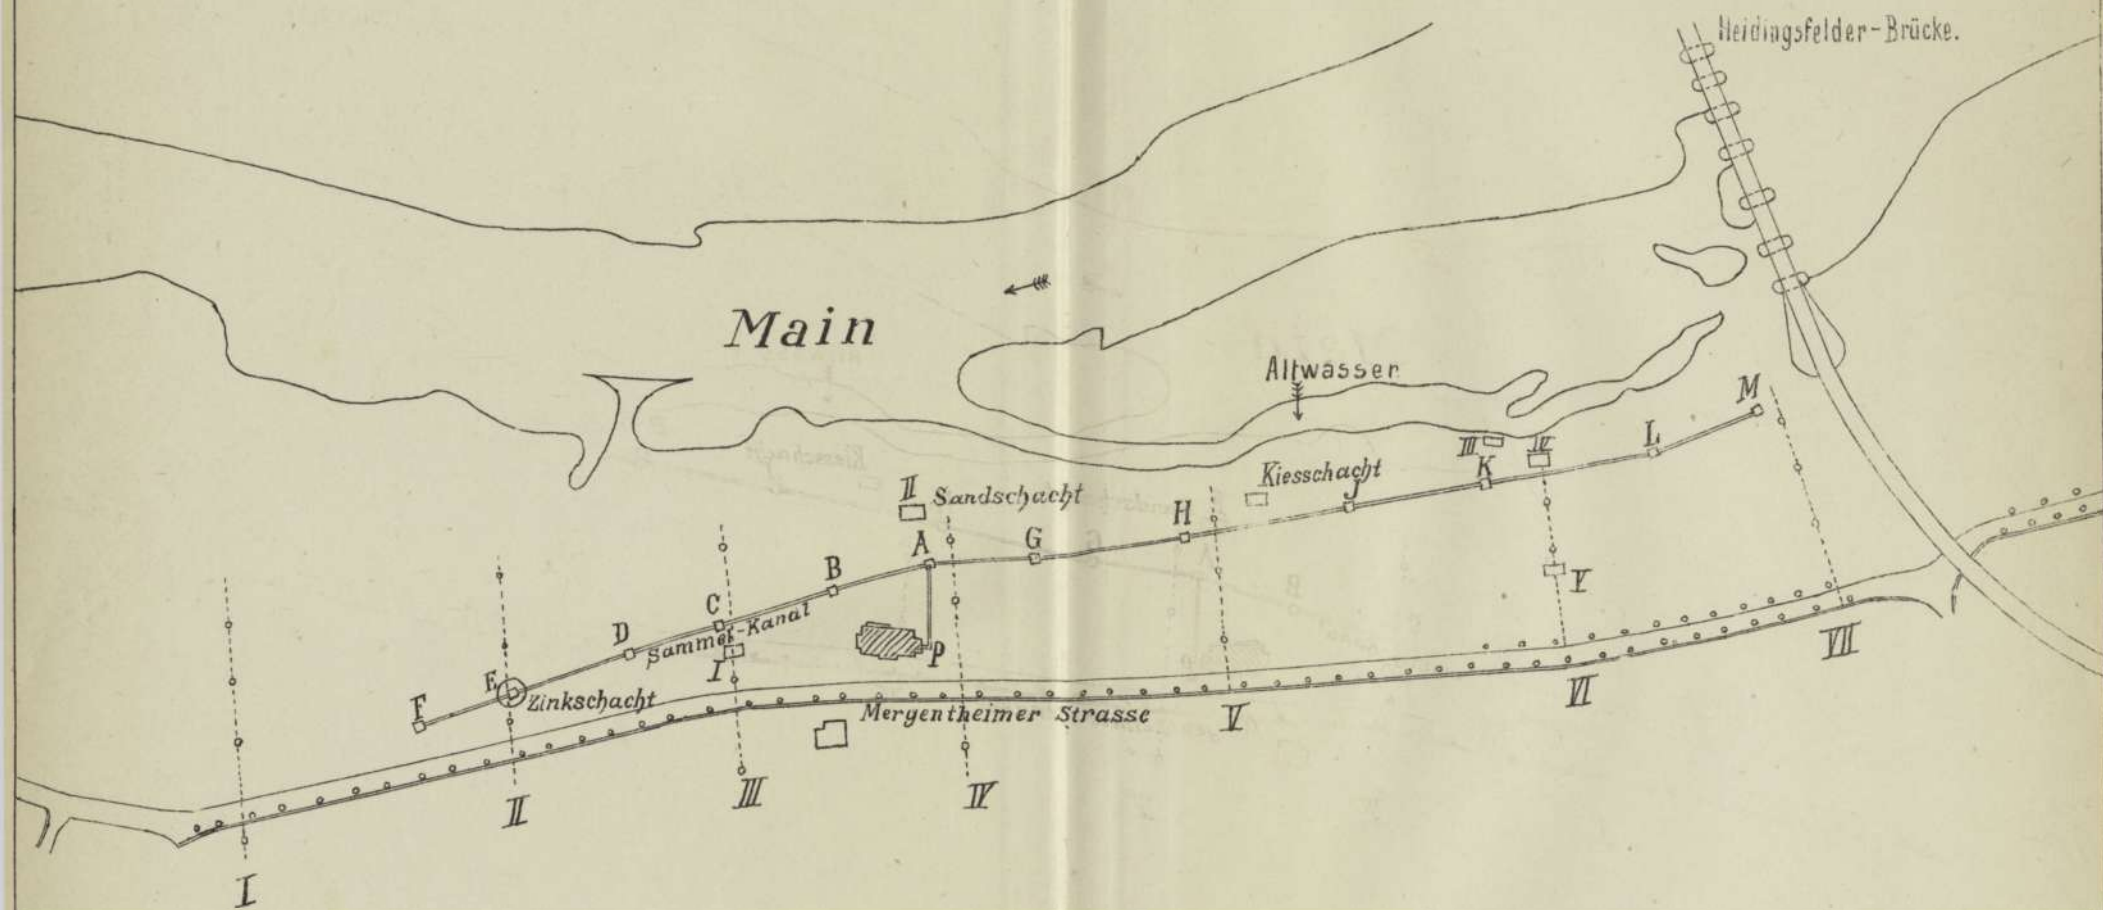 Heidingsfelder-Brücke.
Main
Altwasser
M
L
III
IV
K
Kiesschacht
J
II
Sandschacht
H
G
A
B
C
Sammel-Kanal
D
I
P
V
E
Zinkschacht
F
Mergentheimer Strasse
VII
VI
V
IV
III
II
I